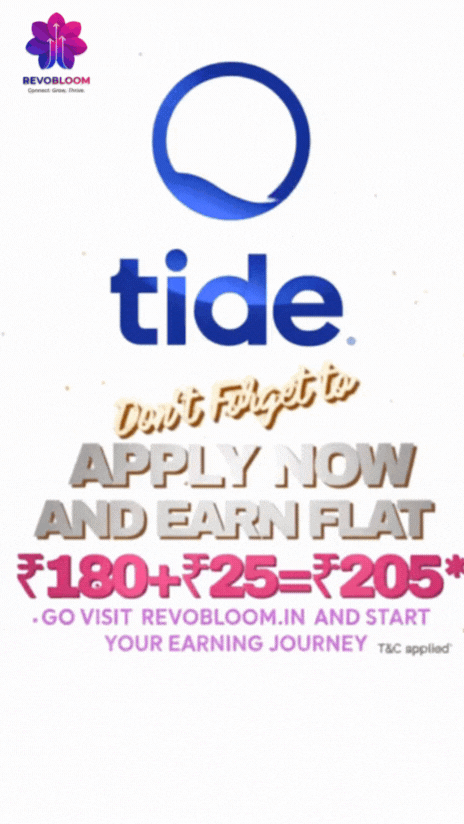 REVOBLOOM
Connect. Grow. Thrive.
tide.
Don't Forget to
APPLY NOW
AND EARN FLAT
₹180+₹25=₹205*
• GO VISIT REVOBLOOM.IN AND START
YOUR EARNING JOURNEY
T&C applied*